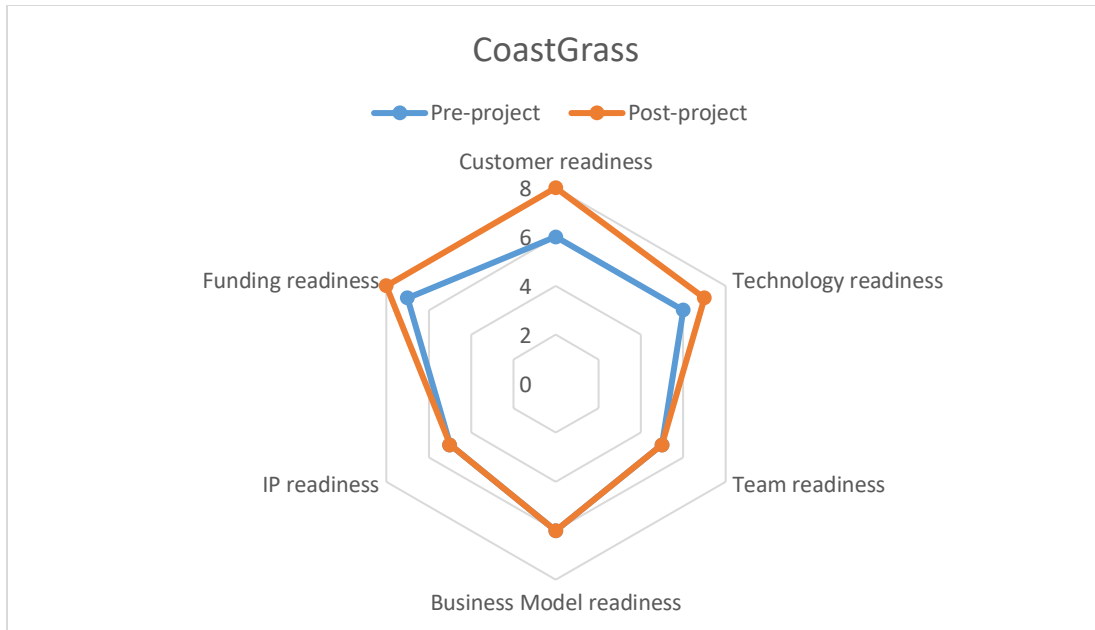 CoastGrass
Pre-project Post-project
Customer readiness
8
6
4
2
0
Funding readiness
Technology readiness
IP readiness
Team readiness
Business Model readiness